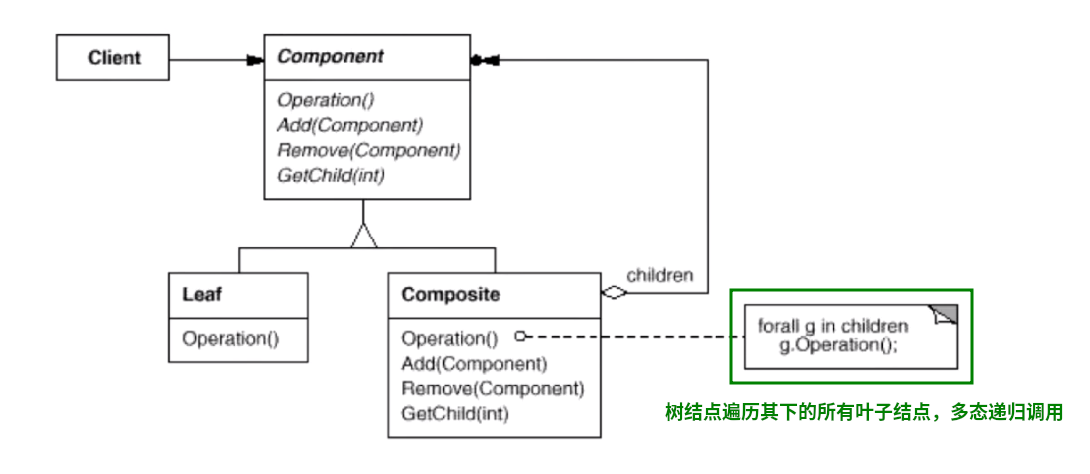 Client
Component
Operation()
Add(Component)
Remove(Component)
GetChild(int)
Leaf
Operation()
Composite
Operation()
Add(Component)
Remove(Component)
GetChild(int)
children
forall g in children
g.Operation();
树结点遍历其下的所有叶子结点，多态递归调用